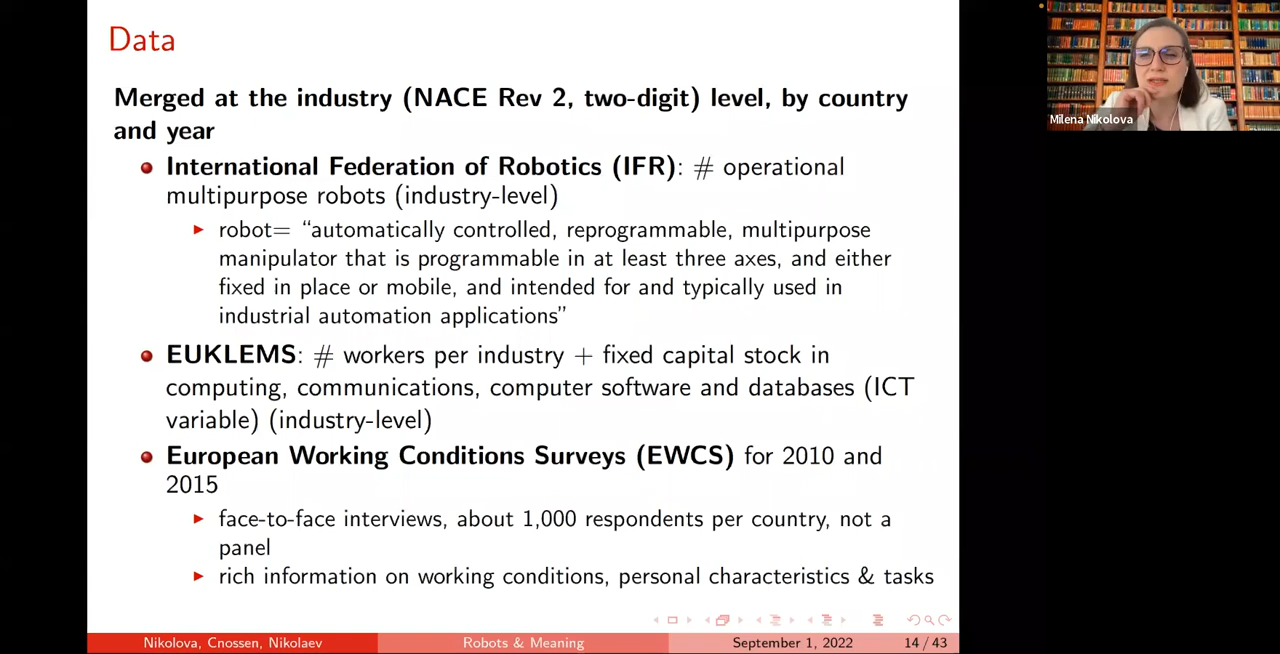 Data
Merged at the industry (NACE Rev 2, two-digit) level, by country
and year
International Federation of Robotics (IFR): # operational
multipurpose robots (industry-level)
robot= “automatically controlled, reprogrammable, multipurpose
manipulator that is programmable in at least three axes, and either
fixed in place or mobile, and intended for and typically used in
industrial automation applications”
EUKLEMS: # workers per industry + fixed capital stock in
computing, communications, computer software and databases (ICT
variable) (industry-level)
European Working Conditions Surveys (EWCS) for 2010 and
2015
face-to-face interviews, about 1,000 respondents per country, not a
panel
rich information on working conditions, personal characteristics & tasks
Nikolova, Cnossen, Nikolaev
Robots & Meaning
September 1, 2022
14 / 43
Milena Nikolova